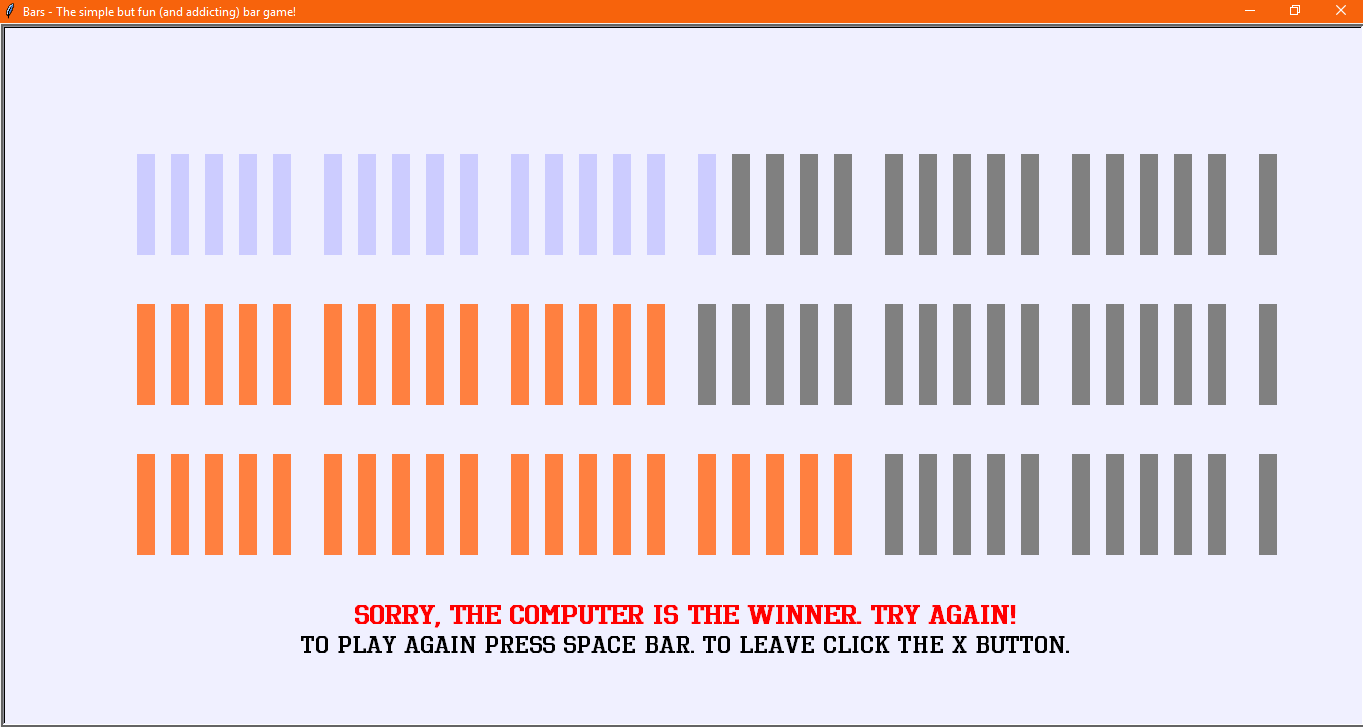 Bars - The simple but fun (and addicting) bar game!
SORRY, THE COMPUTER IS THE WINNER. TRY AGAIN!
TO PLAY AGAIN PRESS SPACE BAR. TO LEAVE CLICK THE X BUTTON.